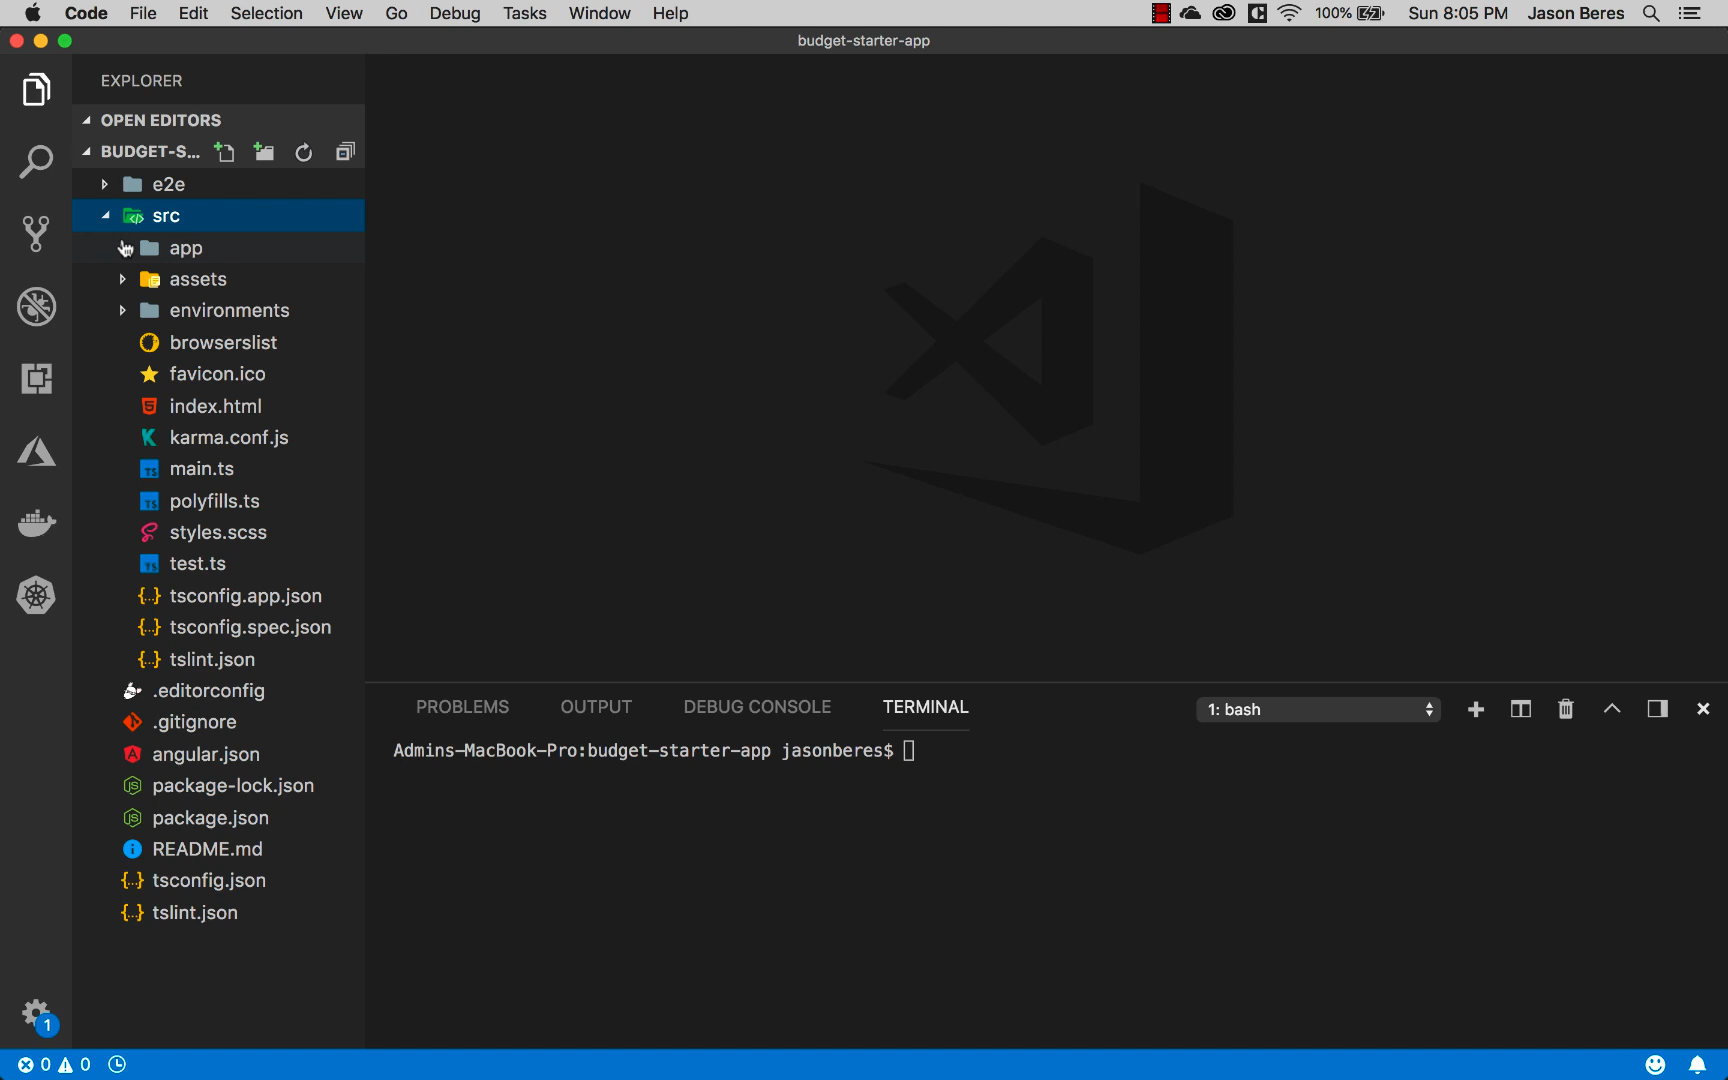 Code File Edit Selection View Go Debug Tasks Window Help 100% Sun 8:05 PM Jason Beres
budget-starter-app
EXPLORER
OPEN EDITORS
BUDGET-S...
e2e
src
app
assets
environments
browserslist
favicon.ico
index.html
karma.conf.js
main.ts
polyfills.ts
styles.scss
test.ts
tsconfig.app.json
tsconfig.spec.json
tslint.json
.editorconfig
.gitignore
angular.json
package-lock.json
package.json
README.md
tsconfig.json
tslint.json
PROBLEMS OUTPUT DEBUG CONSOLE TERMINAL 1: bash
Admins-MacBook-Pro:budget-starter-app jasonberes$
1
0 0